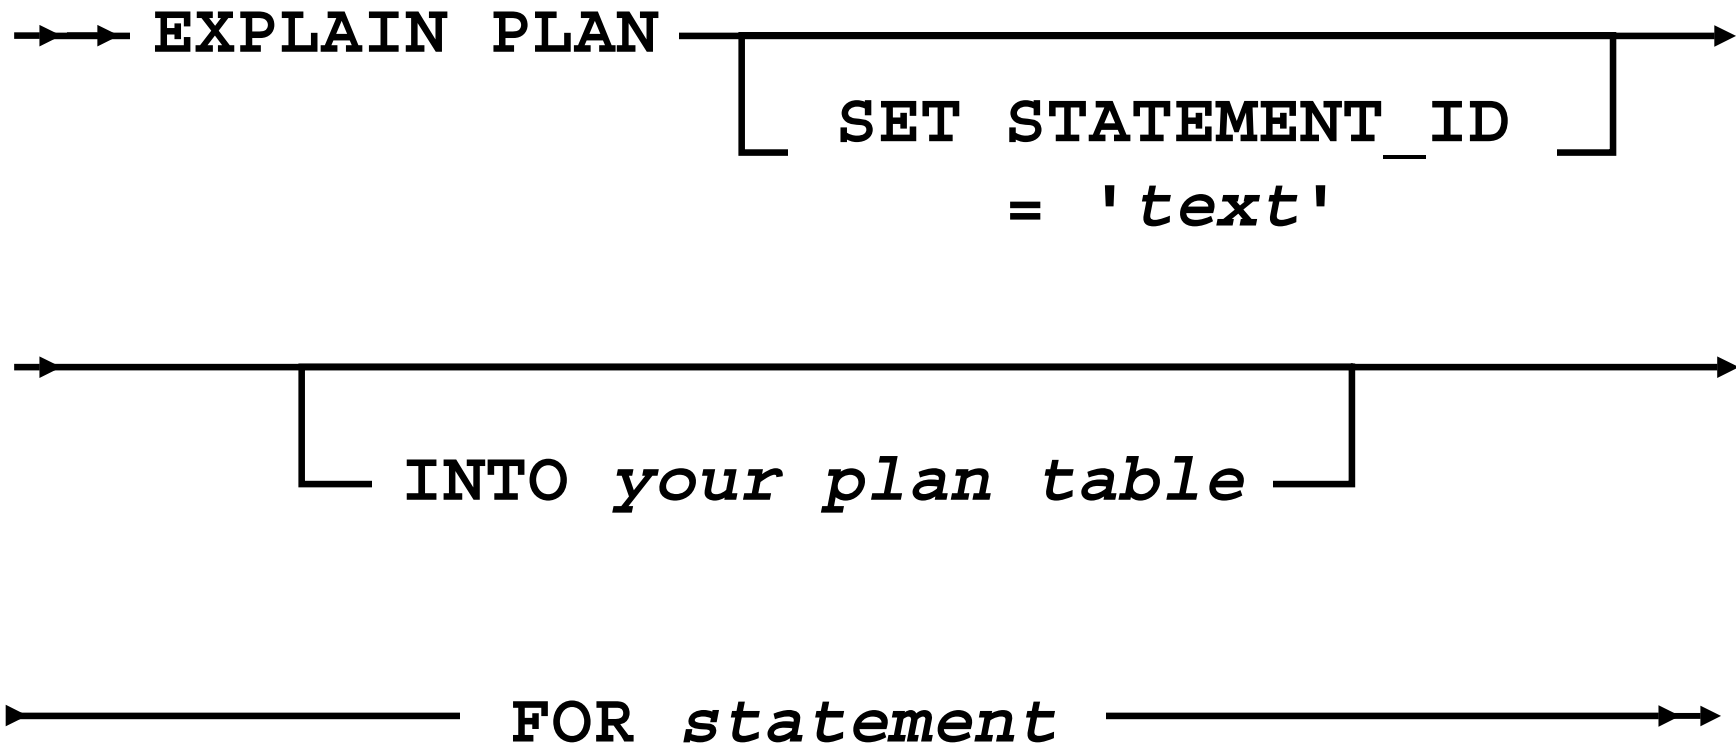 EXPLAIN PLAN
SET STATEMENT_ID
= 'text'
INTO your plan table
FOR statement